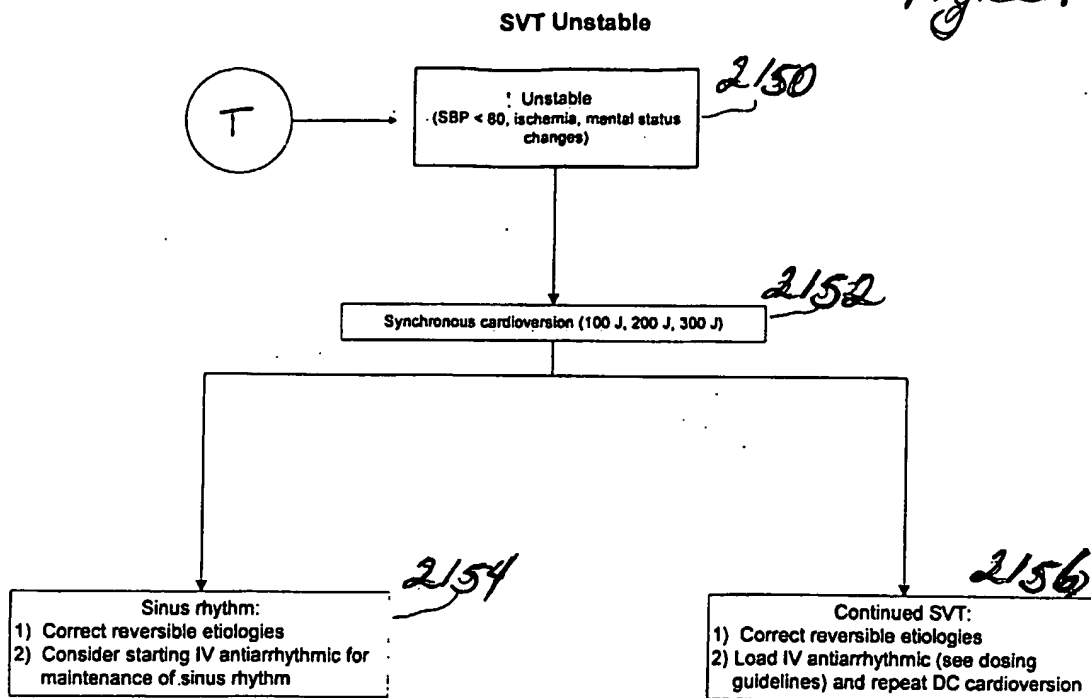 SVT Unstable
2150
T
! Unstable
(SBP < 80, ischemia, mental status
changes)
2152
Synchronous cardioversion (100 J, 200 J, 300 J)
2154
Sinus rhythm:
1) Correct reversible etiologies
2) Consider starting IV antiarrhythmic for
maintenance of sinus rhythm
2156
Continued SVT:
1) Correct reversible etiologies
2) Load IV antiarrhythmic (see dosing
guidelines) and repeat DC cardioversion